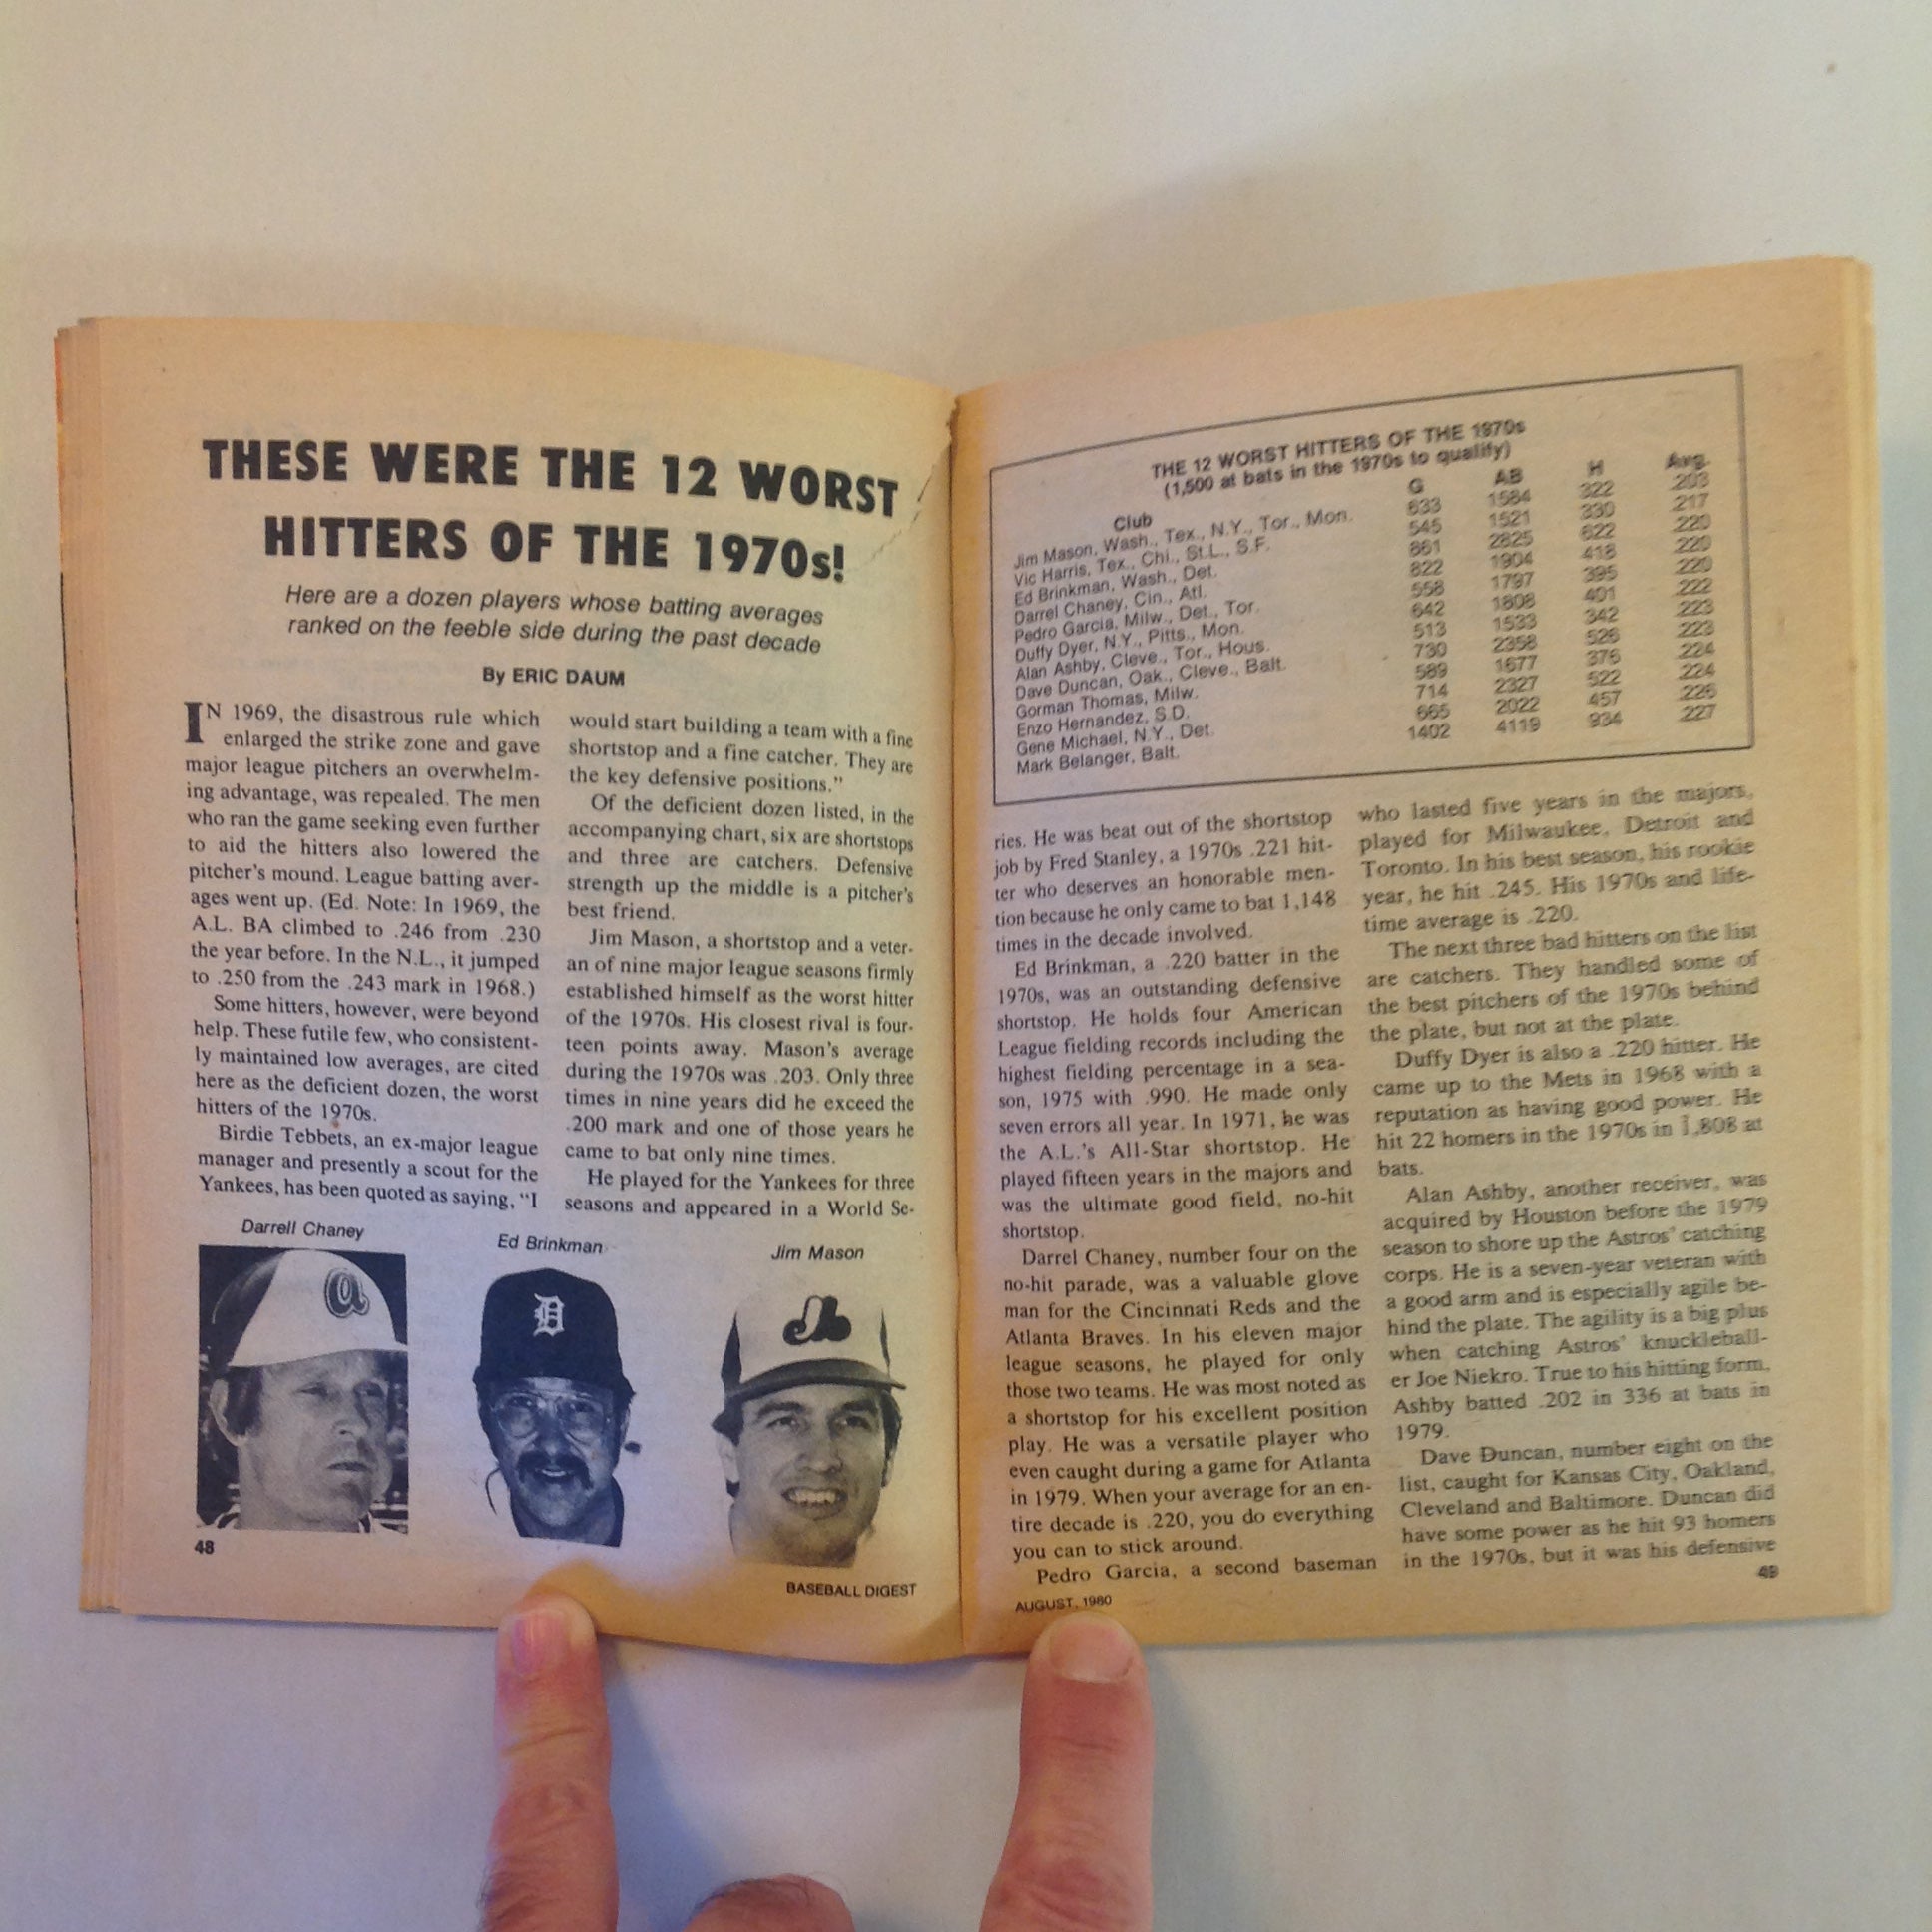 THESE WERE THE 12 WORST
HITTERS OF THE 1970s!
Here are a dozen players whose batting averages
ranked on the feeble side during the past decade
By ERIC DAUM
IN 1969, the disastrous rule which
enlarged the strike zone and gave
major league pitchers an overwhelm-
ing advantage, was repealed. The men
who ran the game seeking even further
to aid the hitters also lowered the
pitcher's mound. League batting aver-
ages went up. (Ed. Note: In 1969, the
A.L. BA climbed to .246 from .230
the year before. In the N.L., it jumped
to .250 from the .243 mark in 1968.)
Some hitters, however, were beyond
help. These futile few, who consistent-
ly maintained low averages, are cited
here as the deficient dozen, the worst
hitters of the 1970s.
Birdie Tebbets, an ex-major league
manager and presently a scout for the
Yankees, has been quoted as saying, "I
would start building a team with a fine
shortstop and a fine catcher. They are
the key defensive positions."
Of the deficient dozen listed, in the
accompanying chart, six are shortstops
and three are catchers. Defensive
strength up the middle is a pitcher's
best friend.
Jim Mason, a shortstop and a veter-
an of nine major league seasons firmly
established himself as the worst hitter
of the 1970s. His closest rival is four-
teen points away. Mason's average
during the 1970s was .203. Only three
times in nine years did he exceed the
.200 mark and one of those years he
came to bat only nine times.
He played for the Yankees for three
seasons and appeared in a World Se-
Darrell Chaney
Ed Brinkman
Jim Mason
48
BASEBALL DIGEST
THE 12 WORST HITTERS OF THE 1970s
(1,500 at bats in the 1970s to qualify)
Club G AB H Avg.
Jim Mason, Wash., Tex., N.Y., Tor., Mon. 633 1584 322 .203
Vic Harris, Tex., Chi., St.L., S.F. 545 1521 330 .217
Ed Brinkman, Wash., Det. 861 2825 622 .220
Darrel Chaney, Cin., Atl. 822 1904 418 .220
Pedro Garcia, Milw., Det., Tor. 558 1797 395 .220
Duffy Dyer, N.Y., Pitts., Mon. 642 1808 401 .222
Alan Ashby, Cleve., Tor., Hous. 513 1533 342 .223
Dave Duncan, Oak., Cleve., Balt. 730 2358 526 .223
Gorman Thomas, Milw. 589 1677 376 .224
Enzo Hernandez, S.D. 714 2327 522 .224
Gene Michael, N.Y., Det. 665 2022 457 .226
Mark Belanger, Balt. 1402 4119 934 .227
ries. He was beat out of the shortstop
job by Fred Stanley, a 1970s .221 hit-
ter who deserves an honorable men-
tion because he only came to bat 1,148
times in the decade involved.
Ed Brinkman, a .220 batter in the
1970s, was an outstanding defensive
shortstop. He holds four American
League fielding records including the
highest fielding percentage in a sea-
son, 1975 with .990. He made only
seven errors all year. In 1971, he was
the A.L.'s All-Star shortstop. He
played fifteen years in the majors and
was the ultimate good field, no-hit
shortstop.
Darrel Chaney, number four on the
no-hit parade, was a valuable glove
man for the Cincinnati Reds and the
Atlanta Braves. In his eleven major
league seasons, he played for only
those two teams. He was most noted as
a shortstop for his excellent position
play. He was a versatile player who
even caught during a game for Atlanta
in 1979. When your average for an en-
tire decade is .220, you do everything
you can to stick around.
Pedro Garcia, a second baseman
who lasted five years in the majors,
played for Milwaukee, Detroit and
Toronto. In his best season, his rookie
year, he hit .245. His 1970s and life-
time average is .220.
The next three bad hitters on the list
are catchers. They handled some of
the best pitchers of the 1970s behind
the plate, but not at the plate.
Duffy Dyer is also a .220 hitter. He
came up to the Mets in 1968 with a
reputation as having good power. He
hit 22 homers in the 1970s in 1,808 at
bats.
Alan Ashby, another receiver, was
acquired by Houston before the 1979
season to shore up the Astros' catching
corps. He is a seven-year veteran with
a good arm and is especially agile be-
hind the plate. The agility is a big plus
when catching Astros' knuckleball-
er Joe Niekro. True to his hitting form,
Ashby batted .202 in 336 at bats in
1979.
Dave Duncan, number eight on the
list, caught for Kansas City, Oakland,
Cleveland and Baltimore. Duncan did
have some power as he hit 93 homers
in the 1970s, but it was his defensive
AUGUST, 1980
49